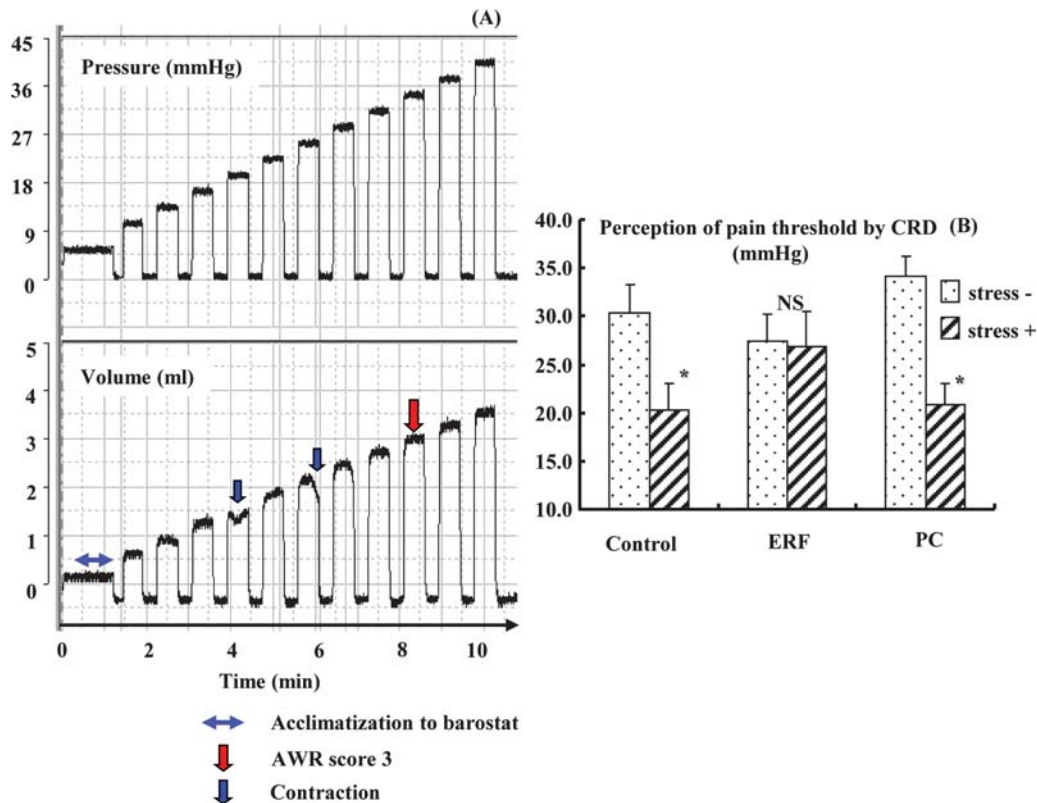 (A)
Pressure (mmHg)
45
36
27
18
9
0
Volume (ml)
5
4
3
2
1
0
0 2 4 6 8 10
Time (min)
Acclimatization to barostat
AWR score 3
Contraction
Perception of pain threshold by CRD (B)
(mmHg)
40.0
35.0
30.0
25.0
20.0
15.0
10.0
stress -
stress +
*
NS
*
Control ERF PC